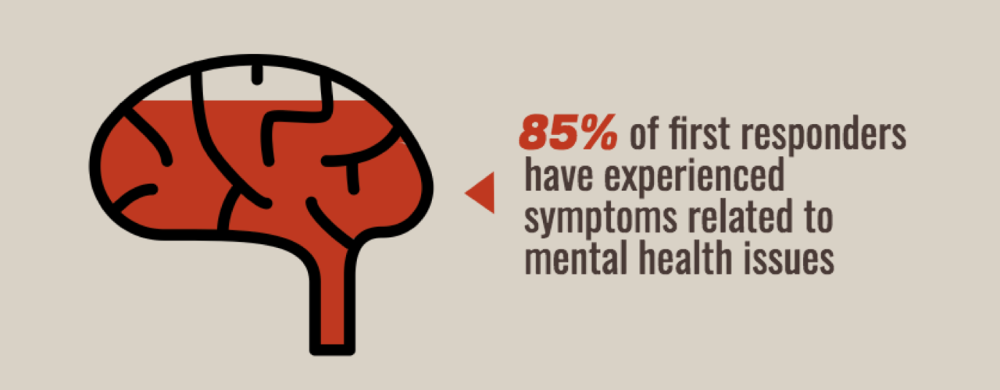 85% of first responders
have experienced
symptoms related to
mental health issues